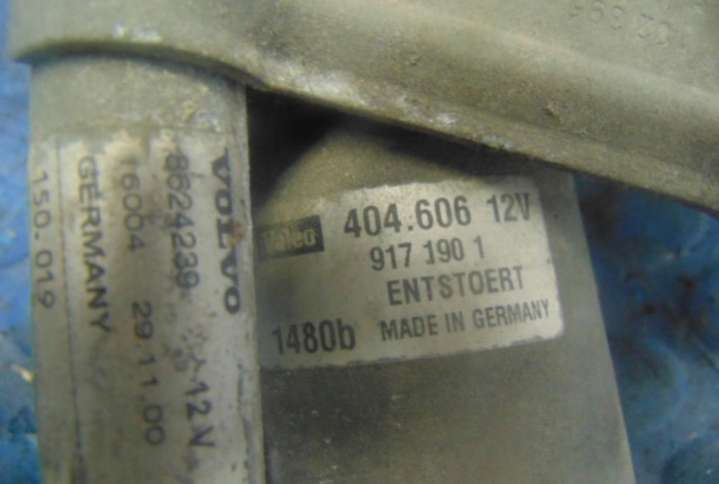 VOLVO
8624239 12V
16004 29.11.00
GERMANY
150.019
Valeo 404.606 12V
917 190 1
ENTSTOERT
1480b MADE IN GERMANY